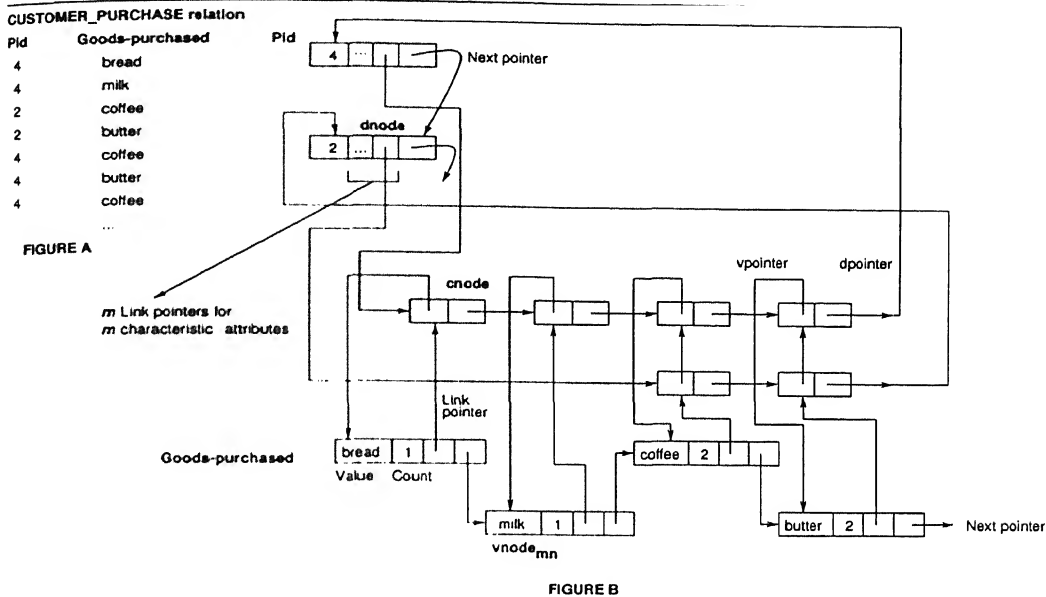 CUSTOMER_PURCHASE relation
Pid Goods-purchased
4 bread
4 milk
2 coffee
2 butter
4 coffee
4 butter
4 coffee
...
FIGURE A
Pid
4 ...
Next pointer
dnode
2 ...
m Link pointers for
m characteristic attributes
cnode
vpointer
dpointer
Link
pointer
Goods-purchased
bread 1
Value Count
milk 1
vnode mn
coffee 2
butter 2
Next pointer
FIGURE B